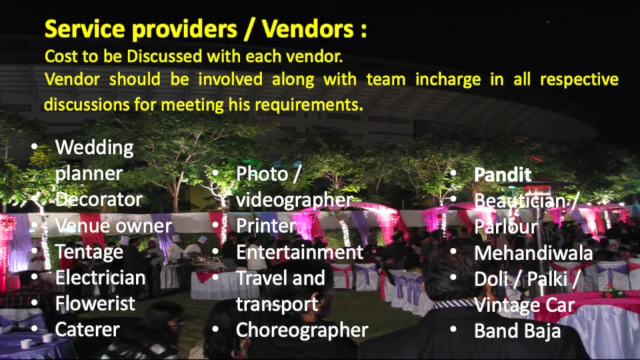 Service providers / Vendors :
Cost to be Discussed with each vendor.
Vendor should be involved along with team incharge in all respective
discussions for meeting his requirements.
• Wedding
planner
• Decorator
• Venue owner
• Tentage
• Electrician
• Flowerist
• Caterer
• Photo /
videographer
• Printer
• Entertainment
• Travel and
transport
• Choreographer
• Pandit
• Beautician /
Parlour
• Mehandiwala
• Doli / Palki /
Vintage Car
• Band Baja